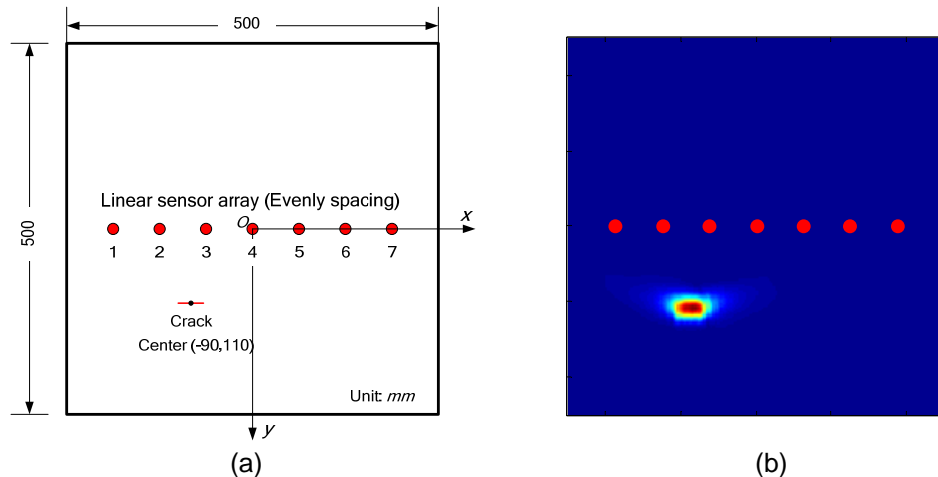 500
500
Linear sensor array (Evenly spacing)
x
O
1 2 3 4 5 6 7
Crack
Center (-90,110)
Unit: mm
y
(a)
(b)